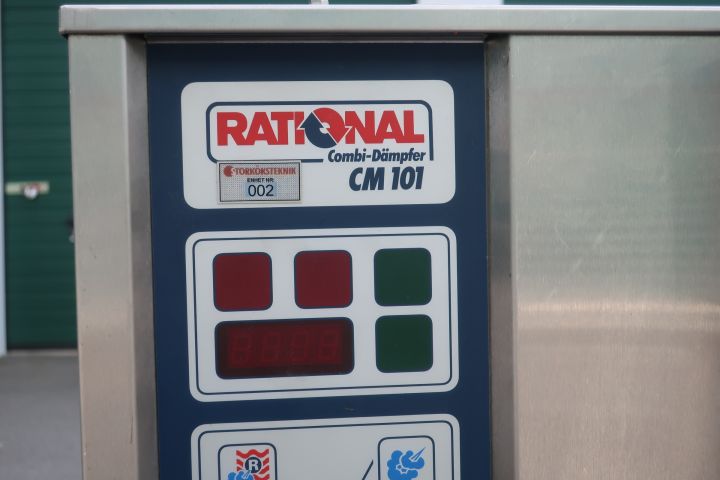 RATIONAL
Combi-Dämpfer
CM 101
STORKÖKSTEKNIK
ENHET NR:
002
R